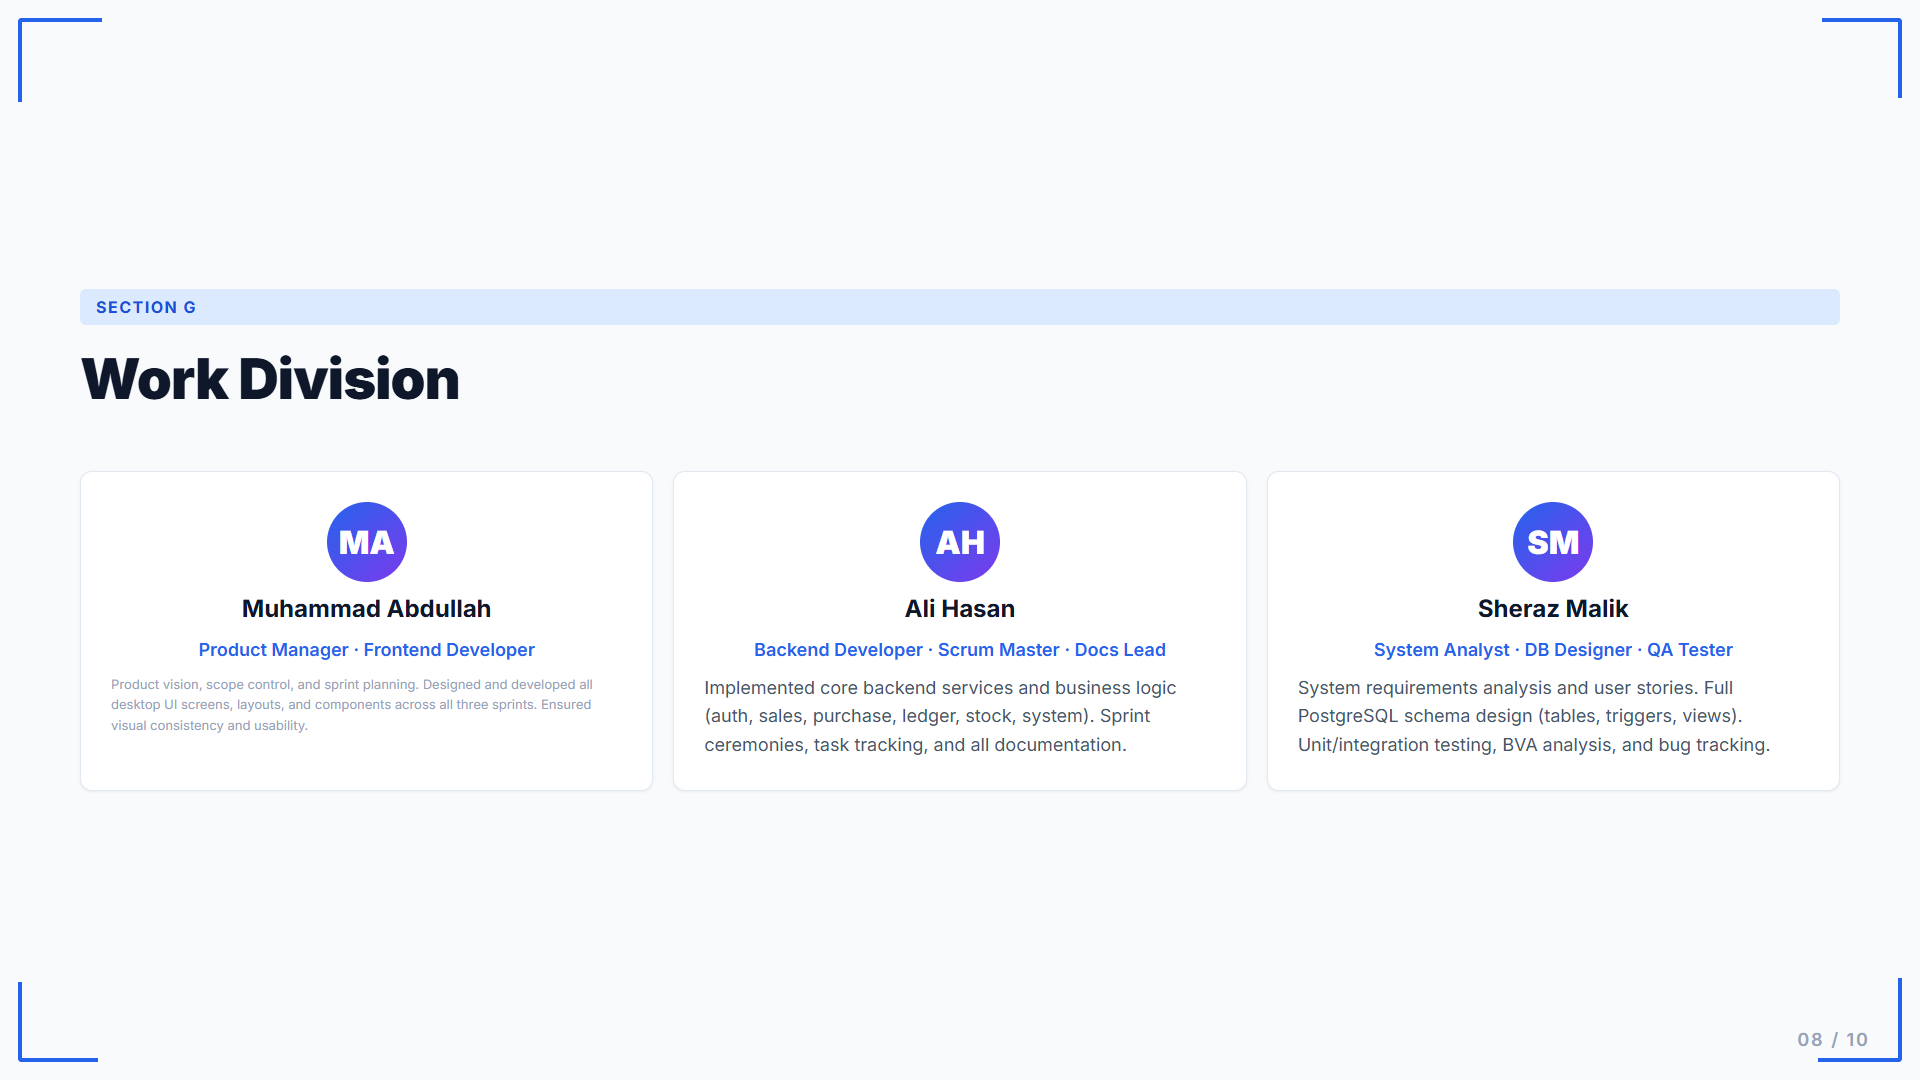 SECTION G
Work Division
MA
Muhammad Abdullah
Product Manager · Frontend Developer
Product vision, scope control, and sprint planning. Designed and developed all
desktop UI screens, layouts, and components across all three sprints. Ensured
visual consistency and usability.
AH
Ali Hasan
Backend Developer · Scrum Master · Docs Lead
Implemented core backend services and business logic
(auth, sales, purchase, ledger, stock, system). Sprint
ceremonies, task tracking, and all documentation.
SM
Sheraz Malik
System Analyst · DB Designer · QA Tester
System requirements analysis and user stories. Full
PostgreSQL schema design (tables, triggers, views).
Unit/integration testing, BVA analysis, and bug tracking.
08 / 10